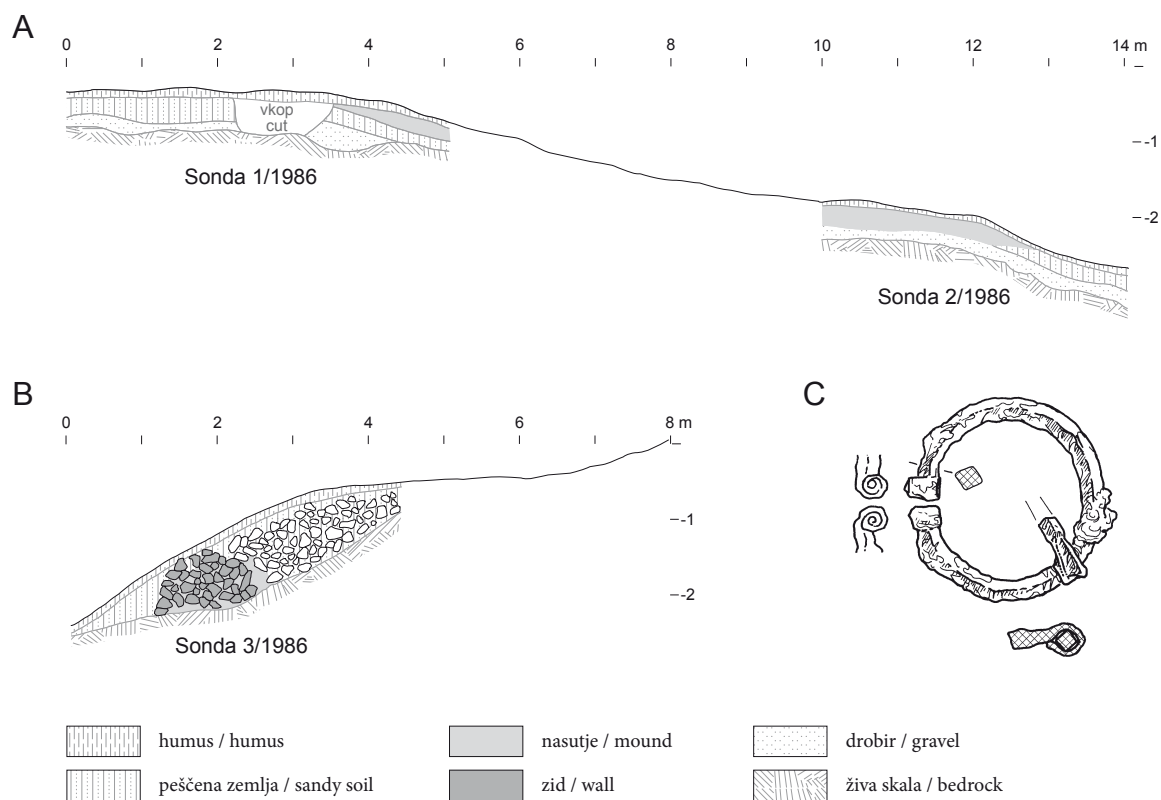 A
0 2 4 6 8 10 12 14 m
vkop
cut
–
–-1
–-2
Sonda 1/1986
Sonda 2/1986
B
0 2 4 6 8 m
–
–-1
–-2
Sonda 3/1986
C
humus / humus
nasutje / mound
drobir / gravel
peščena zemlja / sandy soil
zid / wall
živa skala / bedrock